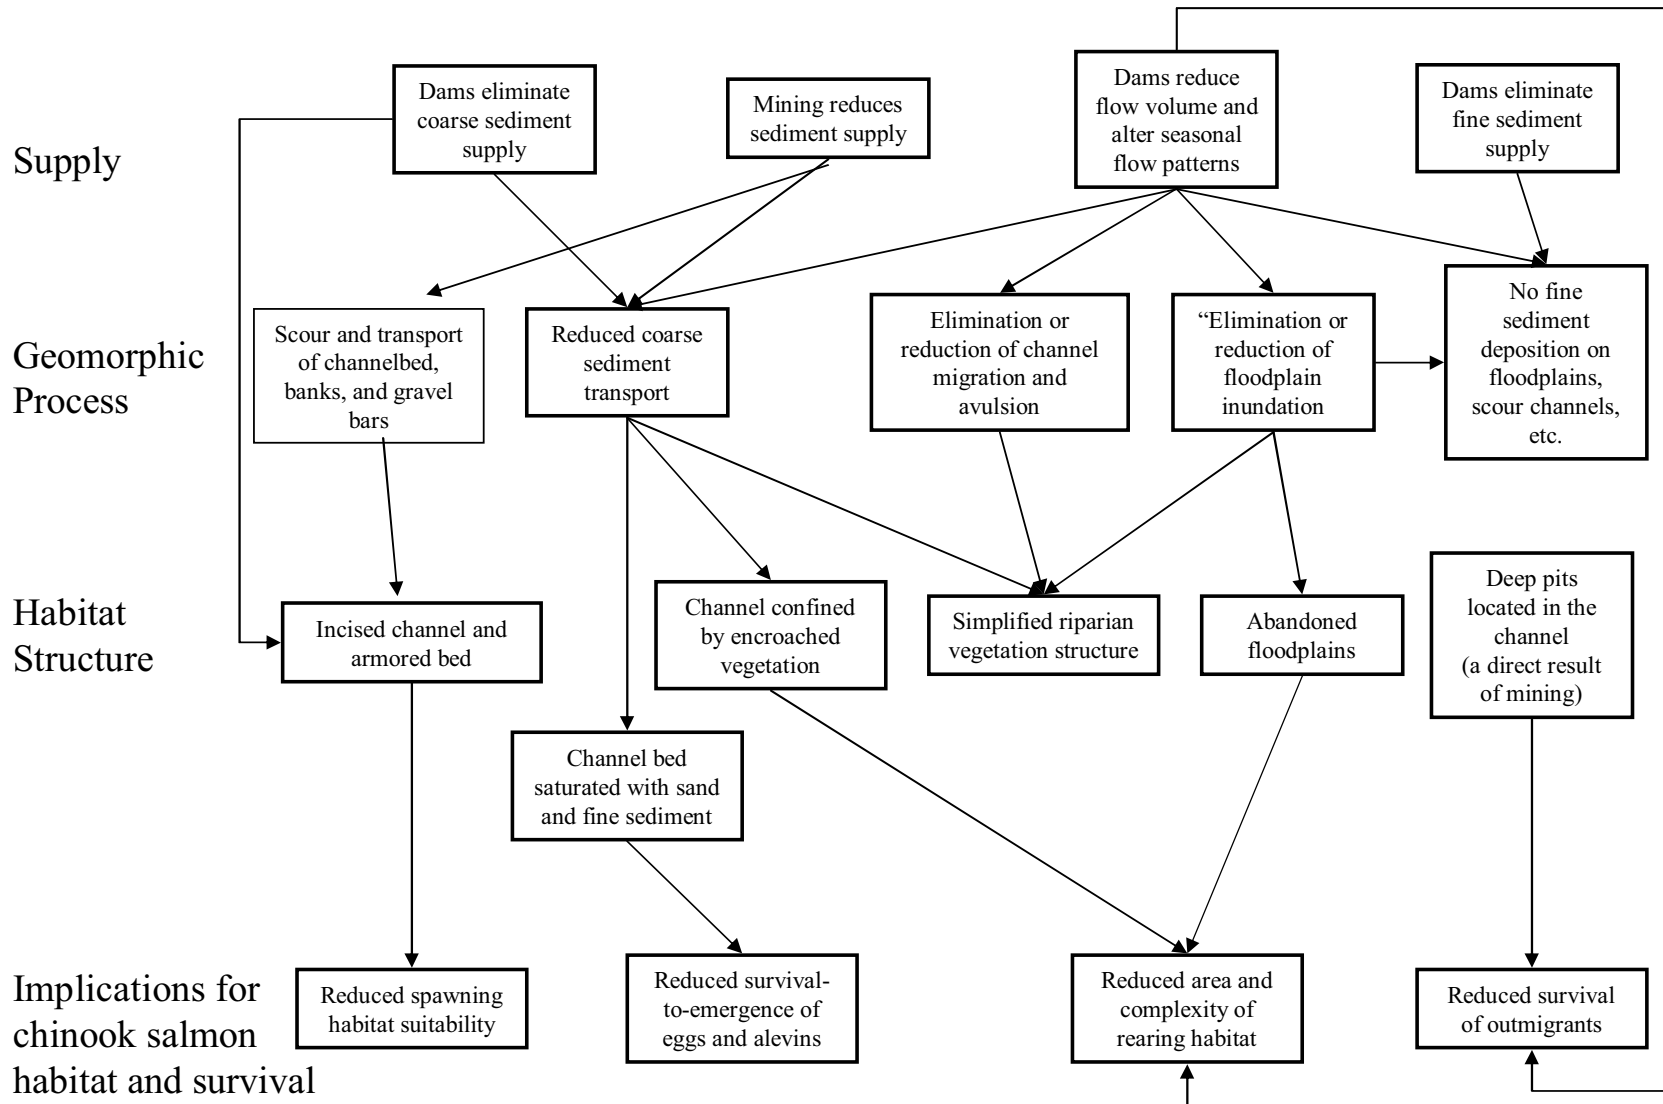 Supply
Dams eliminate
coarse sediment
supply
Mining reduces
sediment supply
Dams reduce
flow volume and
alter seasonal
flow patterns
Dams eliminate
fine sediment
supply
Geomorphic
Process
Scour and transport
of channelbed,
banks, and gravel
bars
Reduced coarse
sediment
transport
Elimination or
reduction of channel
migration and
avulsion
“Elimination or
reduction of
floodplain
inundation
No fine
sediment
deposition on
floodplains,
scour channels,
etc.
Habitat
Structure
Incised channel and
armored bed
Channel confined
by encroached
vegetation
Simplified riparian
vegetation structure
Abandoned
floodplains
Deep pits
located in the
channel
(a direct result
of mining)
Channel bed
saturated with sand
and fine sediment
Implications for
chinook salmon
habitat and survival
Reduced spawning
habitat suitability
Reduced survival-
to-emergence of
eggs and alevins
Reduced area and
complexity of
rearing habitat
Reduced survival
of outmigrants